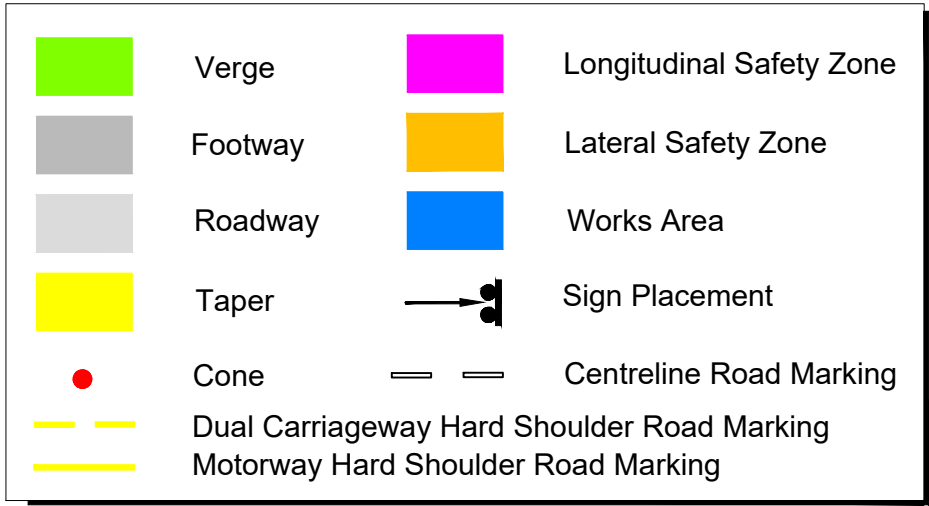 Verge
Longitudinal Safety Zone
Footway
Lateral Safety Zone
Roadway
Works Area
Taper
Sign Placement
Cone
Centreline Road Marking
Dual Carriageway Hard Shoulder Road Marking
Motorway Hard Shoulder Road Marking